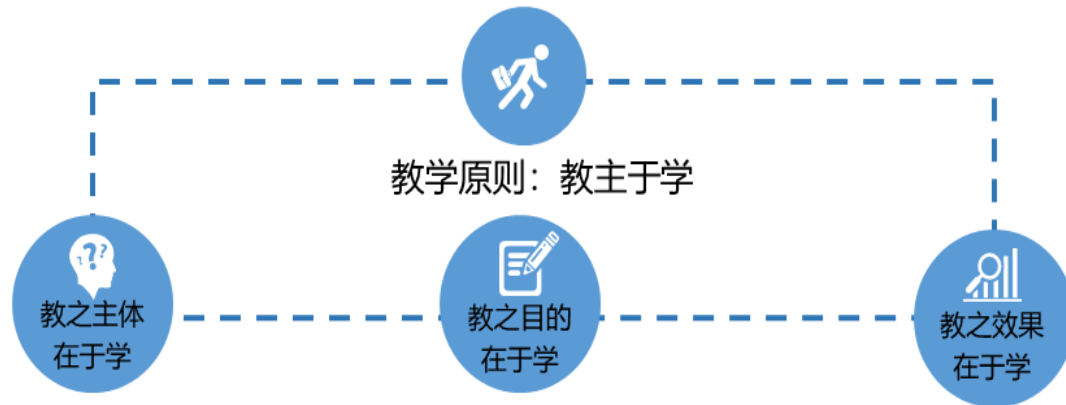 教学原则：教主于学
教之主体
在于学
教之目的
在于学
教之效果
在于学